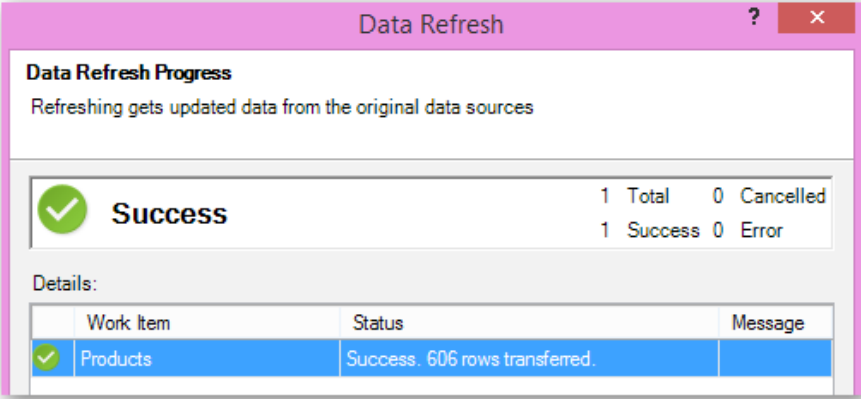 Data Refresh ?
Data Refresh Progress
Refreshing gets updated data from the original data sources
Success
1 Total 0 Cancelled
1 Success 0 Error
Details:
Work Item Status Message
Products Success. 606 rows transferred.